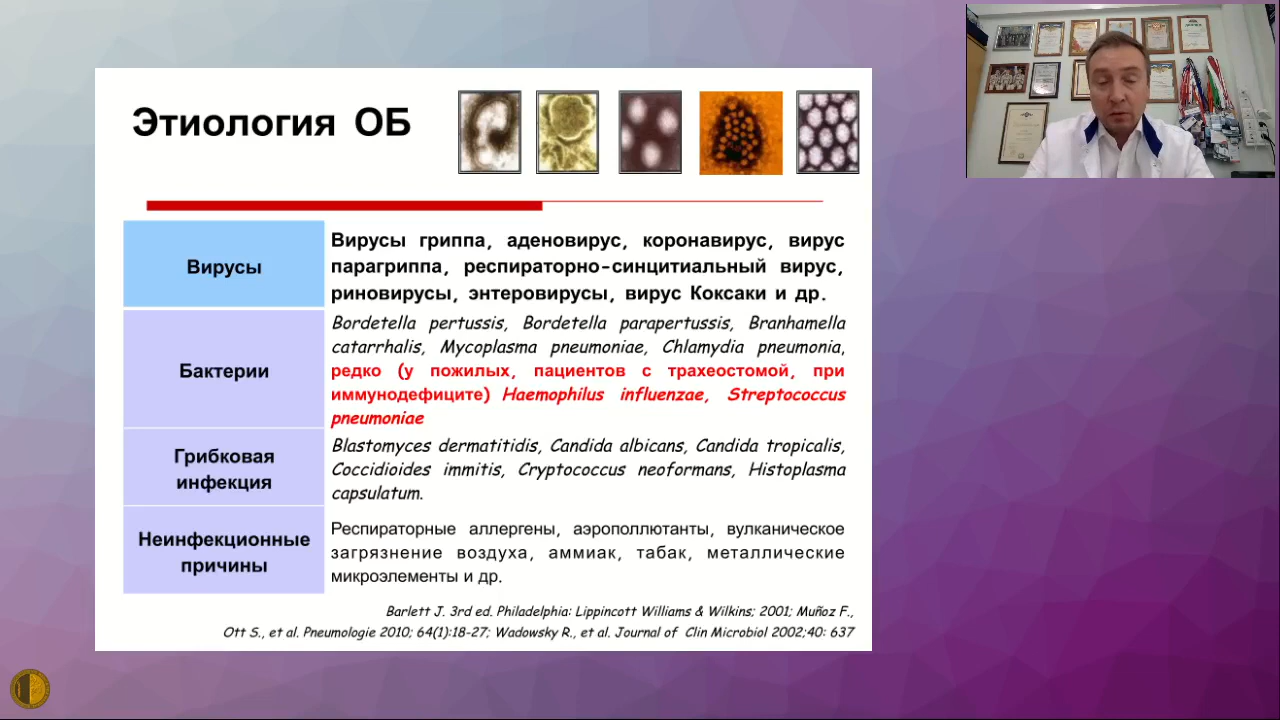 Этиология ОБ
Вирусы
Вирусы гриппа, аденовирус, коронавирус, вирус
парагриппа, респираторно-синцитиальный вирус,
риновирусы, энтеровирусы, вирус Коксаки и др.
Бактерии
Bordetella pertussis, Bordetella parapertussis, Branhamella
catarrhalis, Mycoplasma pneumoniae, Chlamydia pneumonia,
редко (у пожилых, пациентов с трахеостомой, при
иммунодефиците) Haemophilus influenzae, Streptococcus
pneumoniae
Грибковая
инфекция
Blastomyces dermatitidis, Candida albicans, Candida tropicalis,
Coccidioides immitis, Cryptococcus neoformans, Histoplasma
capsulatum.
Неинфекционные
причины
Респираторные аллергены, аэрополлютанты, вулканическое
загрязнение воздуха, аммиак, табак, металлические
микроэлементы и др.
Barlett J. 3rd ed. Philadelphia: Lippincott Williams & Wilkins; 2001; Muñoz F.,
Ott S., et al. Pneumologie 2010; 64(1):18-27; Wadowsky R., et al. Journal of Clin Microbiol 2002;40: 637